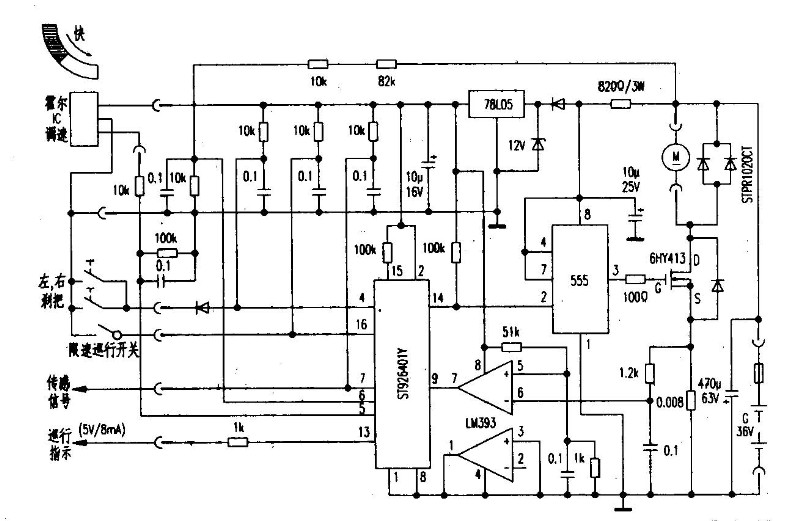 快
霍尔
IC
调速
10k
82k
78L05
820Ω/3W
10k
10k
10k
12V
M
STPR1020CT
0.1
10k
10k
0.1
0.1
0.1
10μ
16V
10μ
25V
100k
0.1
100k
100k
15
2
8
4
7
555
3
2
1
100Ω
6HY413
D
G
S
左,右
刹把
4
14
16
限速巡行开关
ST926401Y
51k
8
5
7
6
9
1.2k
0.008
470μ
63V
G
36V
传感
信号
7
6
5
LM393
巡行
指示
(5V/8mA)
1k
13
1
3
2
4
0.1
1k
0.1
1
8